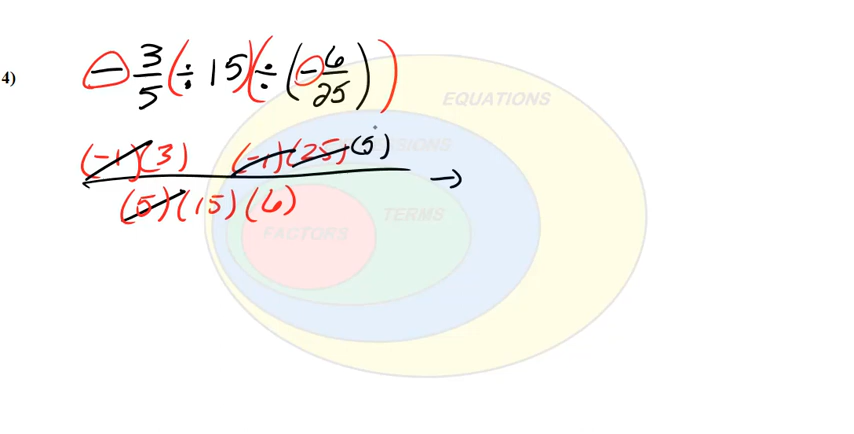 4) − 3/5 (÷ 15)(÷ (− 6/25))
EQUATIONS
(-1)(3) (-1)(25)(5)
(5)(15)(6) →
TERMS
FACTORS